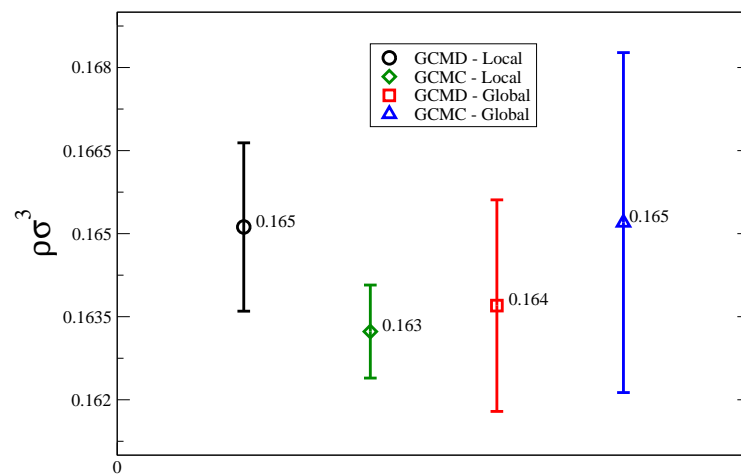 0.168
0.1665
0.165
0.1635
0.162
0
ρσ³
GCMD - Local
GCMC - Local
GCMD - Global
GCMC - Global
0.165
0.163
0.164
0.165